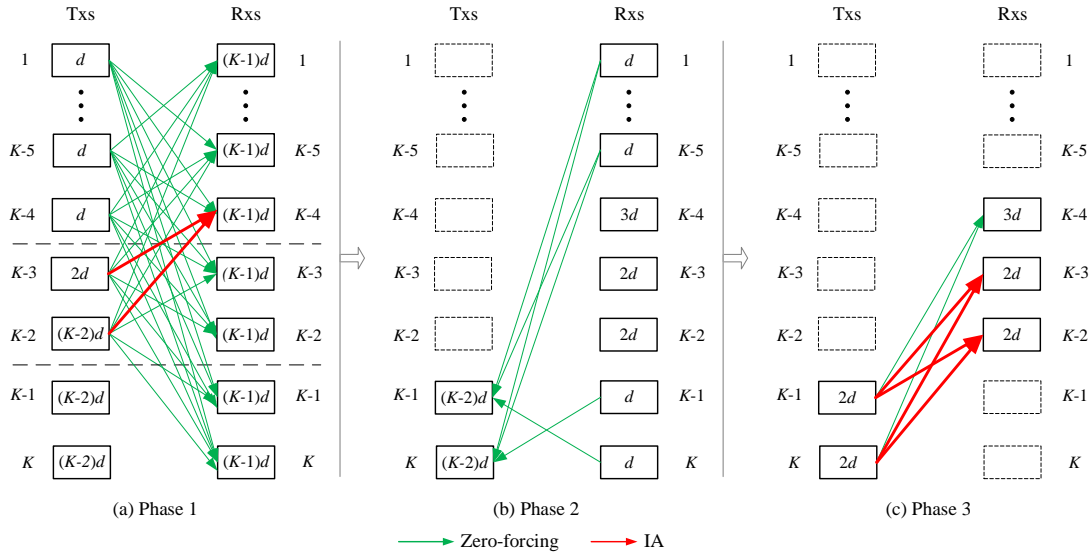 Txs Rxs Txs Rxs Txs Rxs
1 d (K-1)d 1 1 d 1 1 1
K-5 d (K-1)d K-5 K-5 d K-5 K-5 K-5
K-4 d (K-1)d K-4 K-4 3d K-4 K-4 3d K-4
K-3 2d (K-1)d K-3 K-3 2d K-3 K-3 2d K-3
K-2 (K-2)d (K-1)d K-2 K-2 2d K-2 K-2 2d K-2
K-1 (K-2)d (K-1)d K-1 K-1 (K-2)d d K-1 K-1 2d K-1
K (K-2)d (K-1)d K K (K-2)d d K K 2d K
(a) Phase 1 (b) Phase 2 (c) Phase 3
Zero-forcing IA